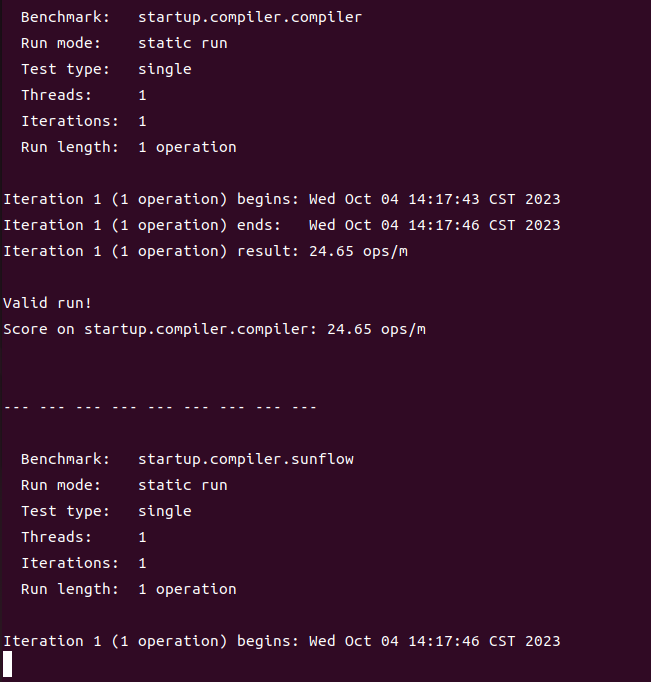 Benchmark:   startup.compiler.compiler
Run mode:    static run
Test type:   single
Threads:     1
Iterations:  1
Run length:  1 operation
Iteration 1 (1 operation) begins: Wed Oct 04 14:17:43 CST 2023
Iteration 1 (1 operation) ends:   Wed Oct 04 14:17:46 CST 2023
Iteration 1 (1 operation) result: 24.65 ops/m
Valid run!
Score on startup.compiler.compiler: 24.65 ops/m
--- --- --- --- --- --- --- --- ---
Benchmark:   startup.compiler.sunflow
Run mode:    static run
Test type:   single
Threads:     1
Iterations:  1
Run length:  1 operation
Iteration 1 (1 operation) begins: Wed Oct 04 14:17:46 CST 2023